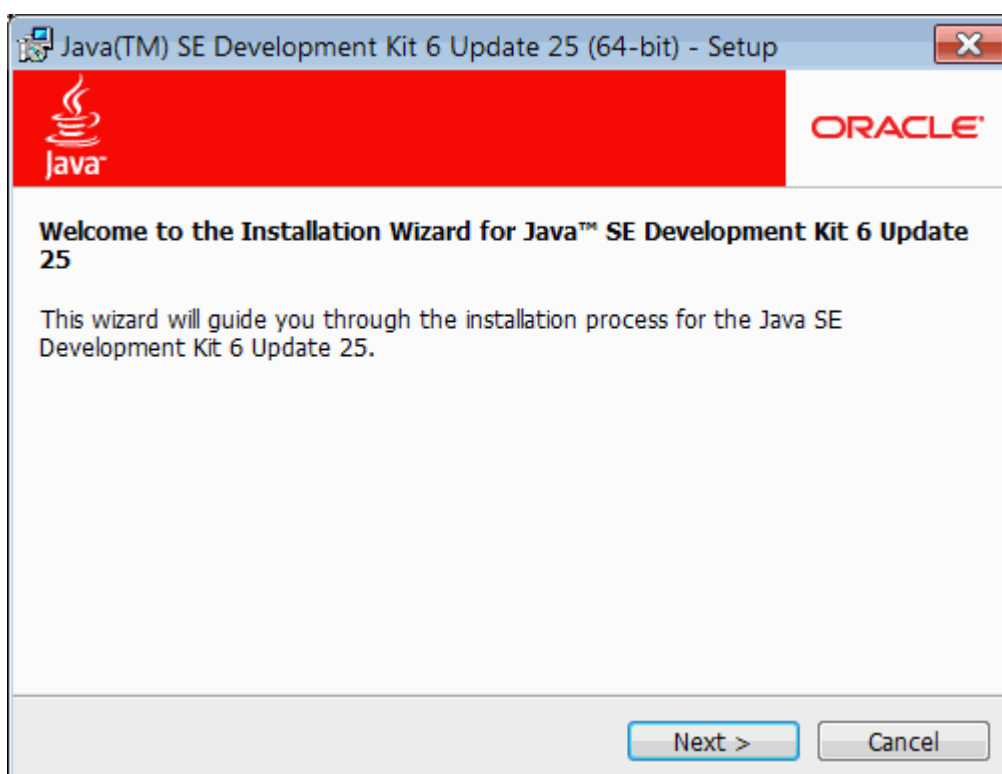 Java(TM) SE Development Kit 6 Update 25 (64-bit) - Setup
Java™
ORACLE®
Welcome to the Installation Wizard for Java™ SE Development Kit 6 Update
25
This wizard will guide you through the installation process for the Java SE
Development Kit 6 Update 25.
Next >
Cancel